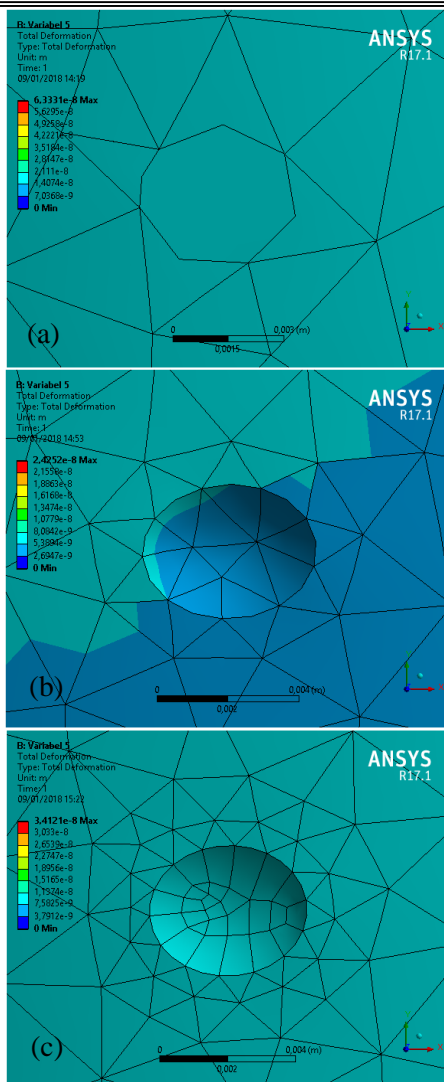 B: Variabel 5
Total Deformation
Type: Total Deformation
Unit: m
Time: 1
09/01/2018 14:19
ANSYS
R17.1
6,3331e-8 Max
5,6295e-8
4,9258e-8
4,2221e-8
3,5184e-8
2,8147e-8
2,111e-8
1,4074e-8
7,0368e-9
0 Min
(a)
0
0,003 (m)
0,0015
Y
X
B: Variabel 5
Total Deformation
Type: Total Deformation
Unit: m
Time: 1
09/01/2018 14:53
ANSYS
R17.1
2,4252e-8 Max
2,1558e-8
1,8863e-8
1,6168e-8
1,3474e-8
1,0779e-8
8,0842e-9
5,3894e-9
2,6947e-9
0 Min
(b)
0
0,004 (m)
0,002
B: Variabel 5
Total Deformation
Type: Total Deformation
Unit: m
Time: 1
09/01/2018 15:22
ANSYS
R17.1
3,4121e-8 Max
3,033e-8
2,6539e-8
2,2747e-8
1,8956e-8
1,5165e-8
1,1374e-8
7,5825e-9
3,7912e-9
0 Min
(c)
0
0,004 (m)
0,002
X